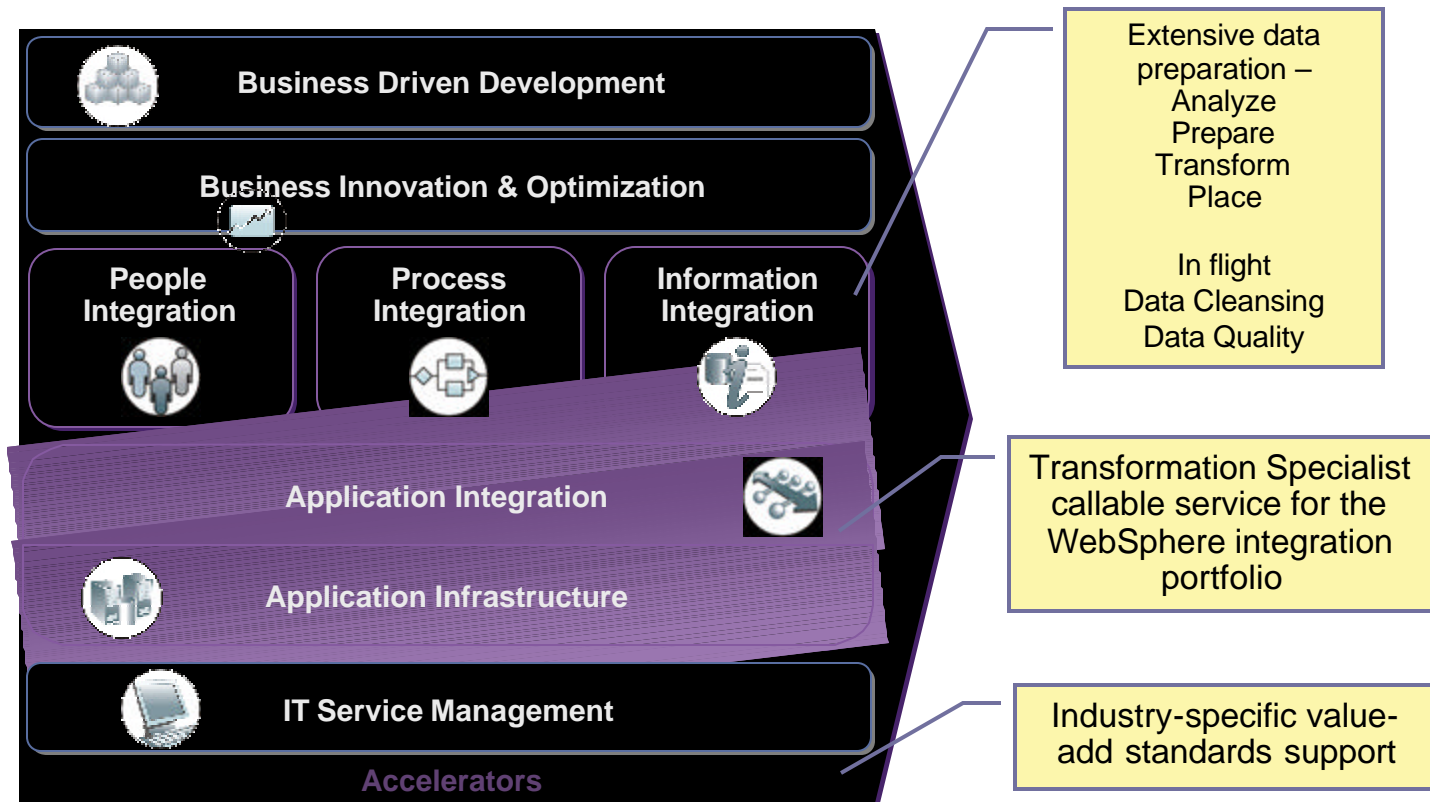 Business Driven Development
Business Innovation & Optimization
People
Integration
Process
Integration
Information
Integration
Application Integration
Application Infrastructure
IT Service Management
Accelerators
Extensive data
preparation –
Analyze
Prepare
Transform
Place
In flight
Data Cleansing
Data Quality
Transformation Specialist
callable service for the
WebSphere integration
portfolio
Industry-specific value-
add standards support